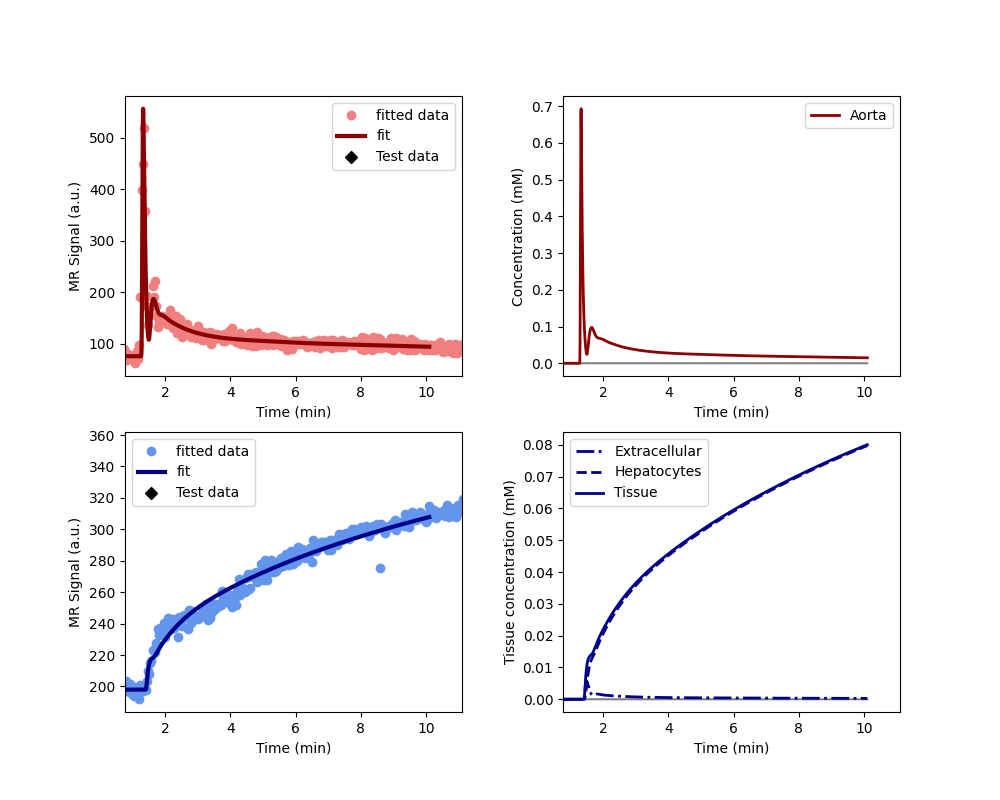 500
400
300
200
100
MR Signal (a.u.)
fitted data
fit
Test data
2
4
6
8
10
Time (min)
0.7
0.6
0.5
0.4
0.3
0.2
0.1
0.0
Concentration (mM)
Aorta
2
4
6
8
10
Time (min)
360
340
320
300
280
260
240
220
200
MR Signal (a.u.)
fitted data
fit
Test data
2
4
6
8
10
Time (min)
0.08
0.07
0.06
0.05
0.04
0.03
0.02
0.01
0.00
Tissue concentration (mM)
Extracellular
Hepatocytes
Tissue
2
4
6
8
10
Time (min)